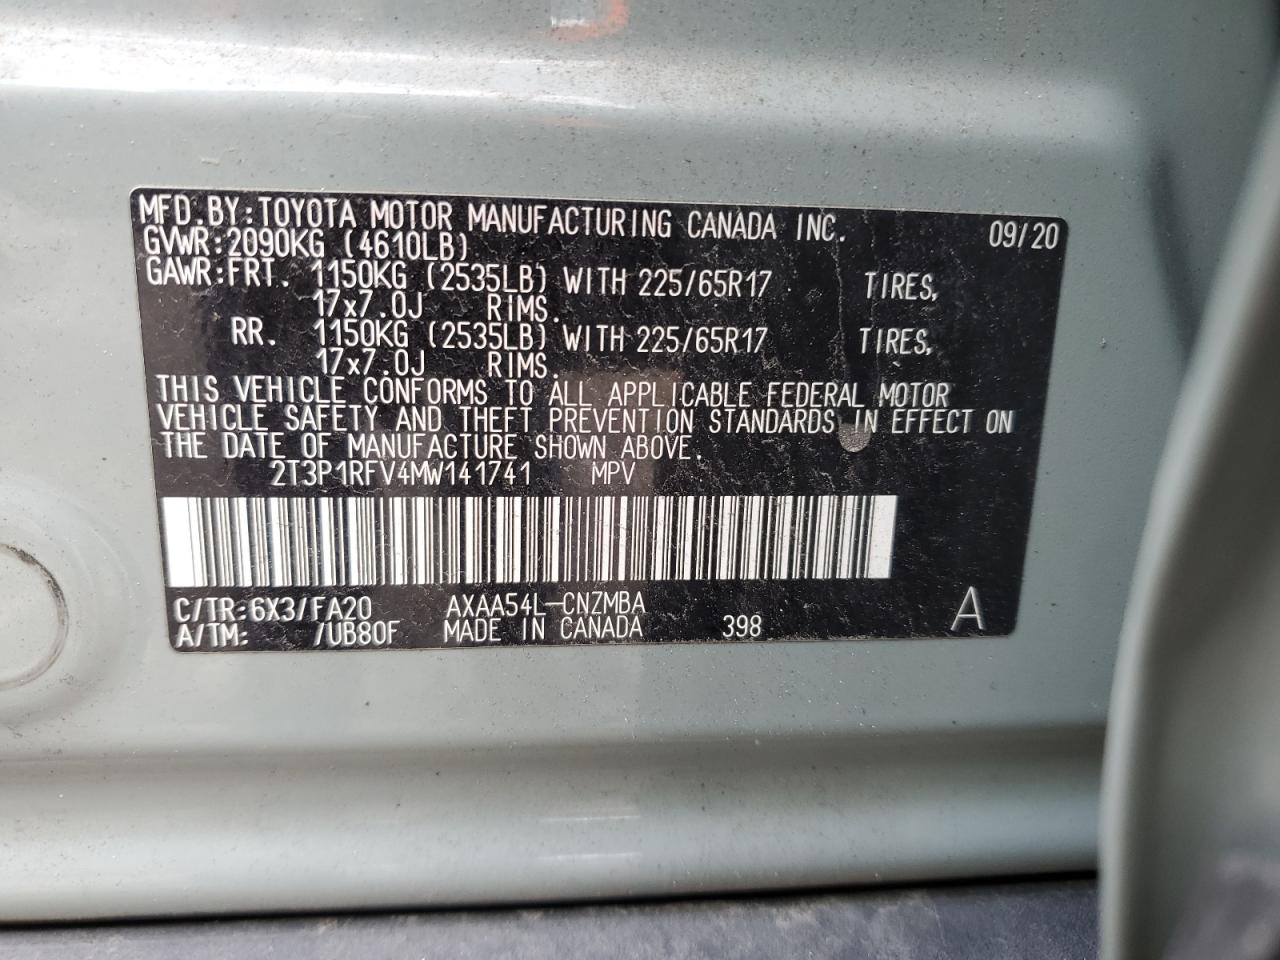 MFD.BY:TOYOTA MOTOR MANUFACTURING CANADA INC. 09/20
GVWR:2090KG (4610LB)
GAWR:FRT. 1150KG (2535LB) WITH 225/65R17 TIRES,
17x7.0J RIMS.
RR. 1150KG (2535LB) WITH 225/65R17 TIRES,
17x7.0J RIMS.
THIS VEHICLE CONFORMS TO ALL APPLICABLE FEDERAL MOTOR
VEHICLE SAFETY AND THEFT PREVENTION STANDARDS IN EFFECT ON
THE DATE OF MANUFACTURE SHOWN ABOVE.
2T3P1RFV4MW141741 MPV
C/TR:6X3/FA20 AXAA54L-CNZMBA A
A/TM: /UB80F MADE IN CANADA 398